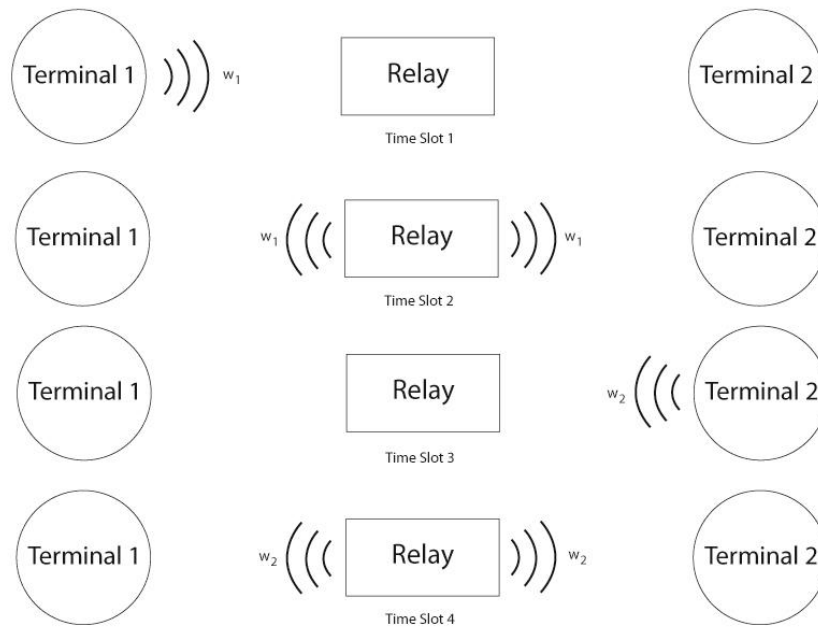 Terminal 1 w₁ Relay Terminal 2
Time Slot 1
Terminal 1 w₁ Relay w₁ Terminal 2
Time Slot 2
Terminal 1 Relay w₂ Terminal 2
Time Slot 3
Terminal 1 w₂ Relay w₂ Terminal 2
Time Slot 4